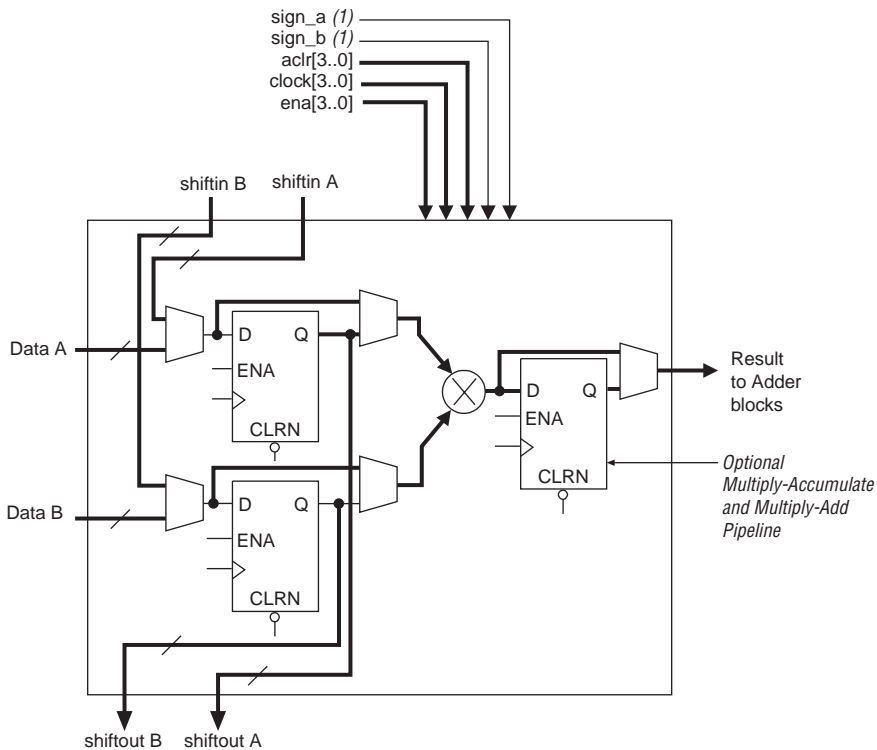 sign_a (1)
sign_b (1)
aclr[3..0]
clock[3..0]
ena[3..0]
shiftin B
shiftin A
Data A
D
Q
ENA
CLRN
Data B
D
Q
ENA
CLRN
D
Q
ENA
CLRN
Result
to Adder
blocks
Optional
Multiply-Accumulate
and Multiply-Add
Pipeline
shiftout B
shiftout A